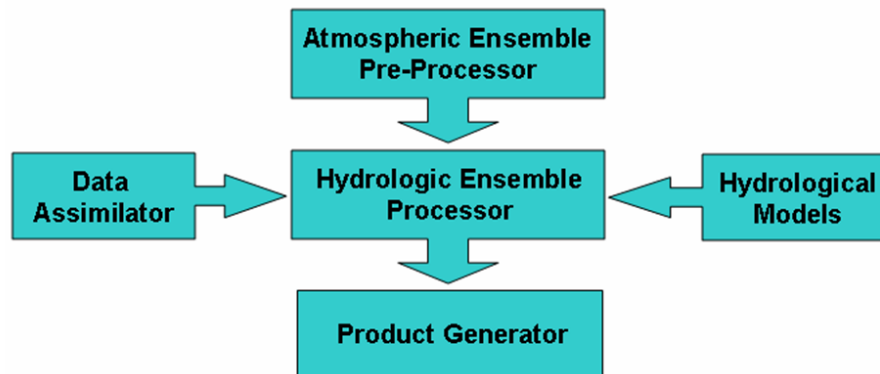 Atmospheric Ensemble
Pre-Processor
Data
Assimilator
Hydrologic Ensemble
Processor
Hydrological
Models
Product Generator